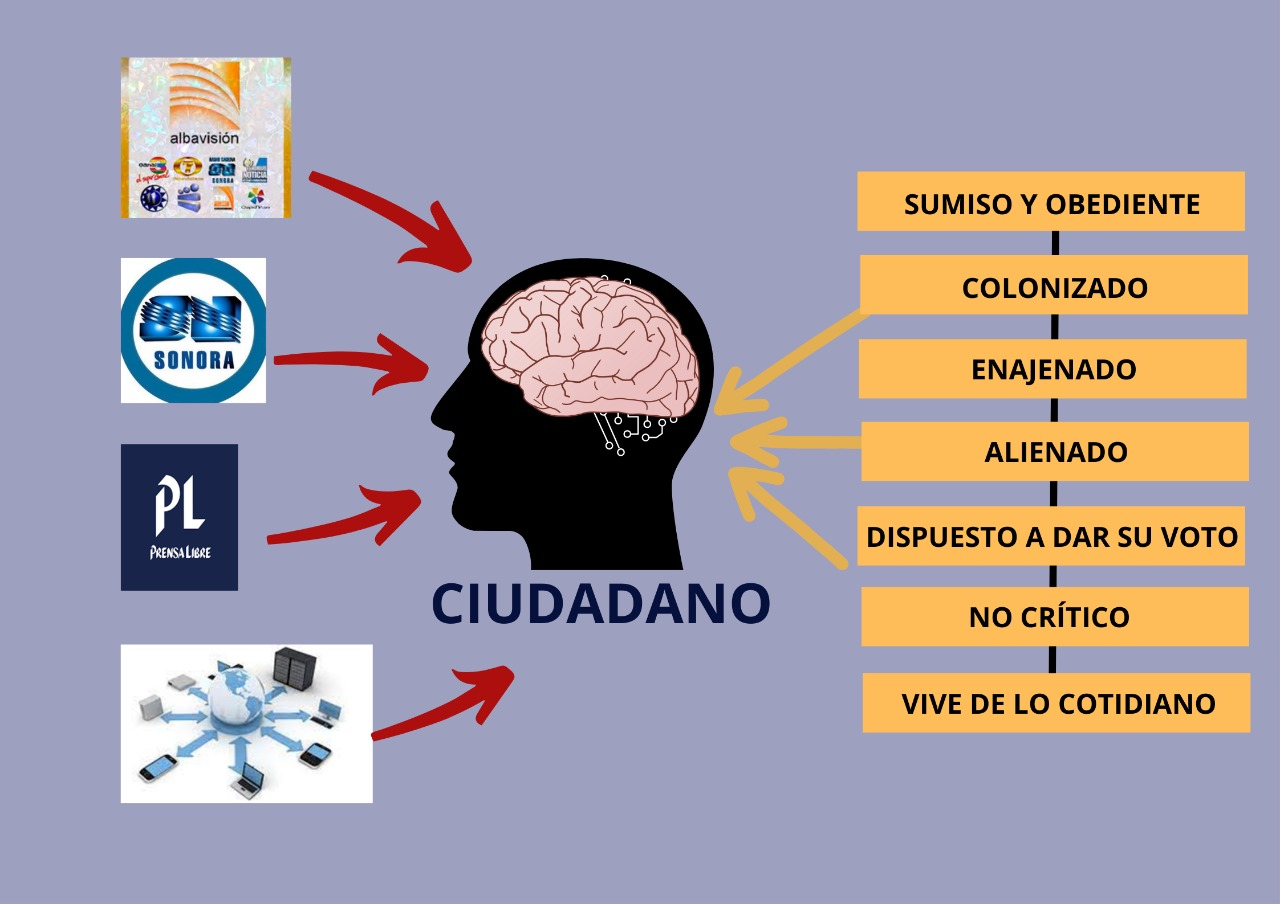 albavisión
SONORA
PL
PRENSA LIBRE
CIUDADANO
SUMISO Y OBEDIENTE
COLONIZADO
ENAJENADO
ALIENADO
DISPUESTO A DAR SU VOTO
NO CRÍTICO
VIVE DE LO COTIDIANO